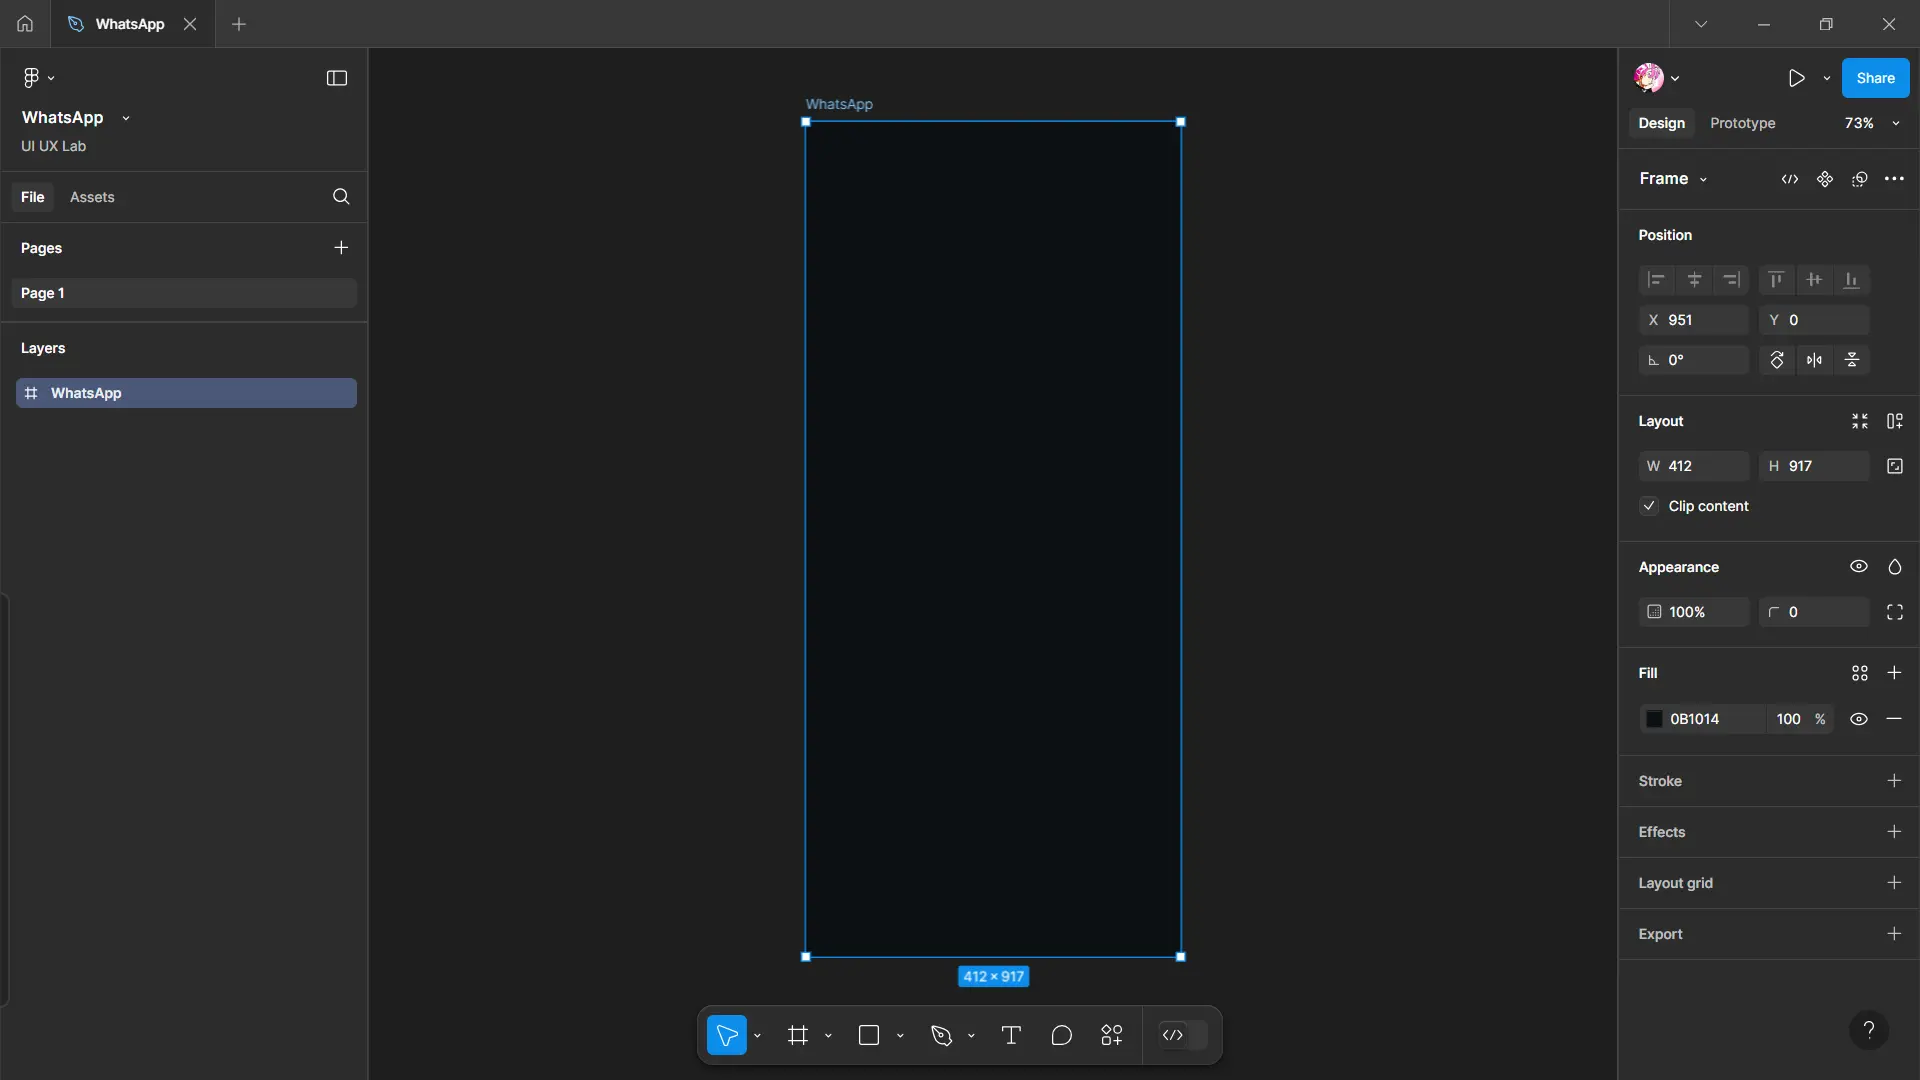 WhatsApp
WhatsApp
UI UX Lab
File
Assets
Pages
Page 1
Layers
WhatsApp
WhatsApp
412 × 917
Share
Design
Prototype
73%
Frame
Position
X 951
Y 0
0°
Layout
W 412
H 917
Clip content
Appearance
100%
0
Fill
0B1014
100 %
Stroke
Effects
Layout grid
Export
?